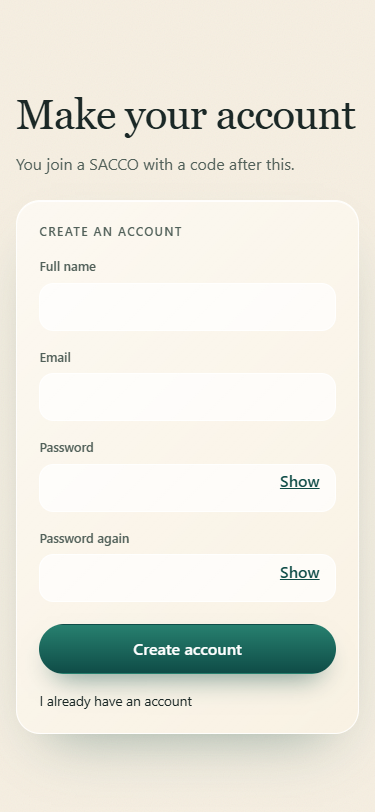 Make your account
You join a SACCO with a code after this.
CREATE AN ACCOUNT
Full name
Email
Password
Show
Password again
Show
Create account
I already have an account